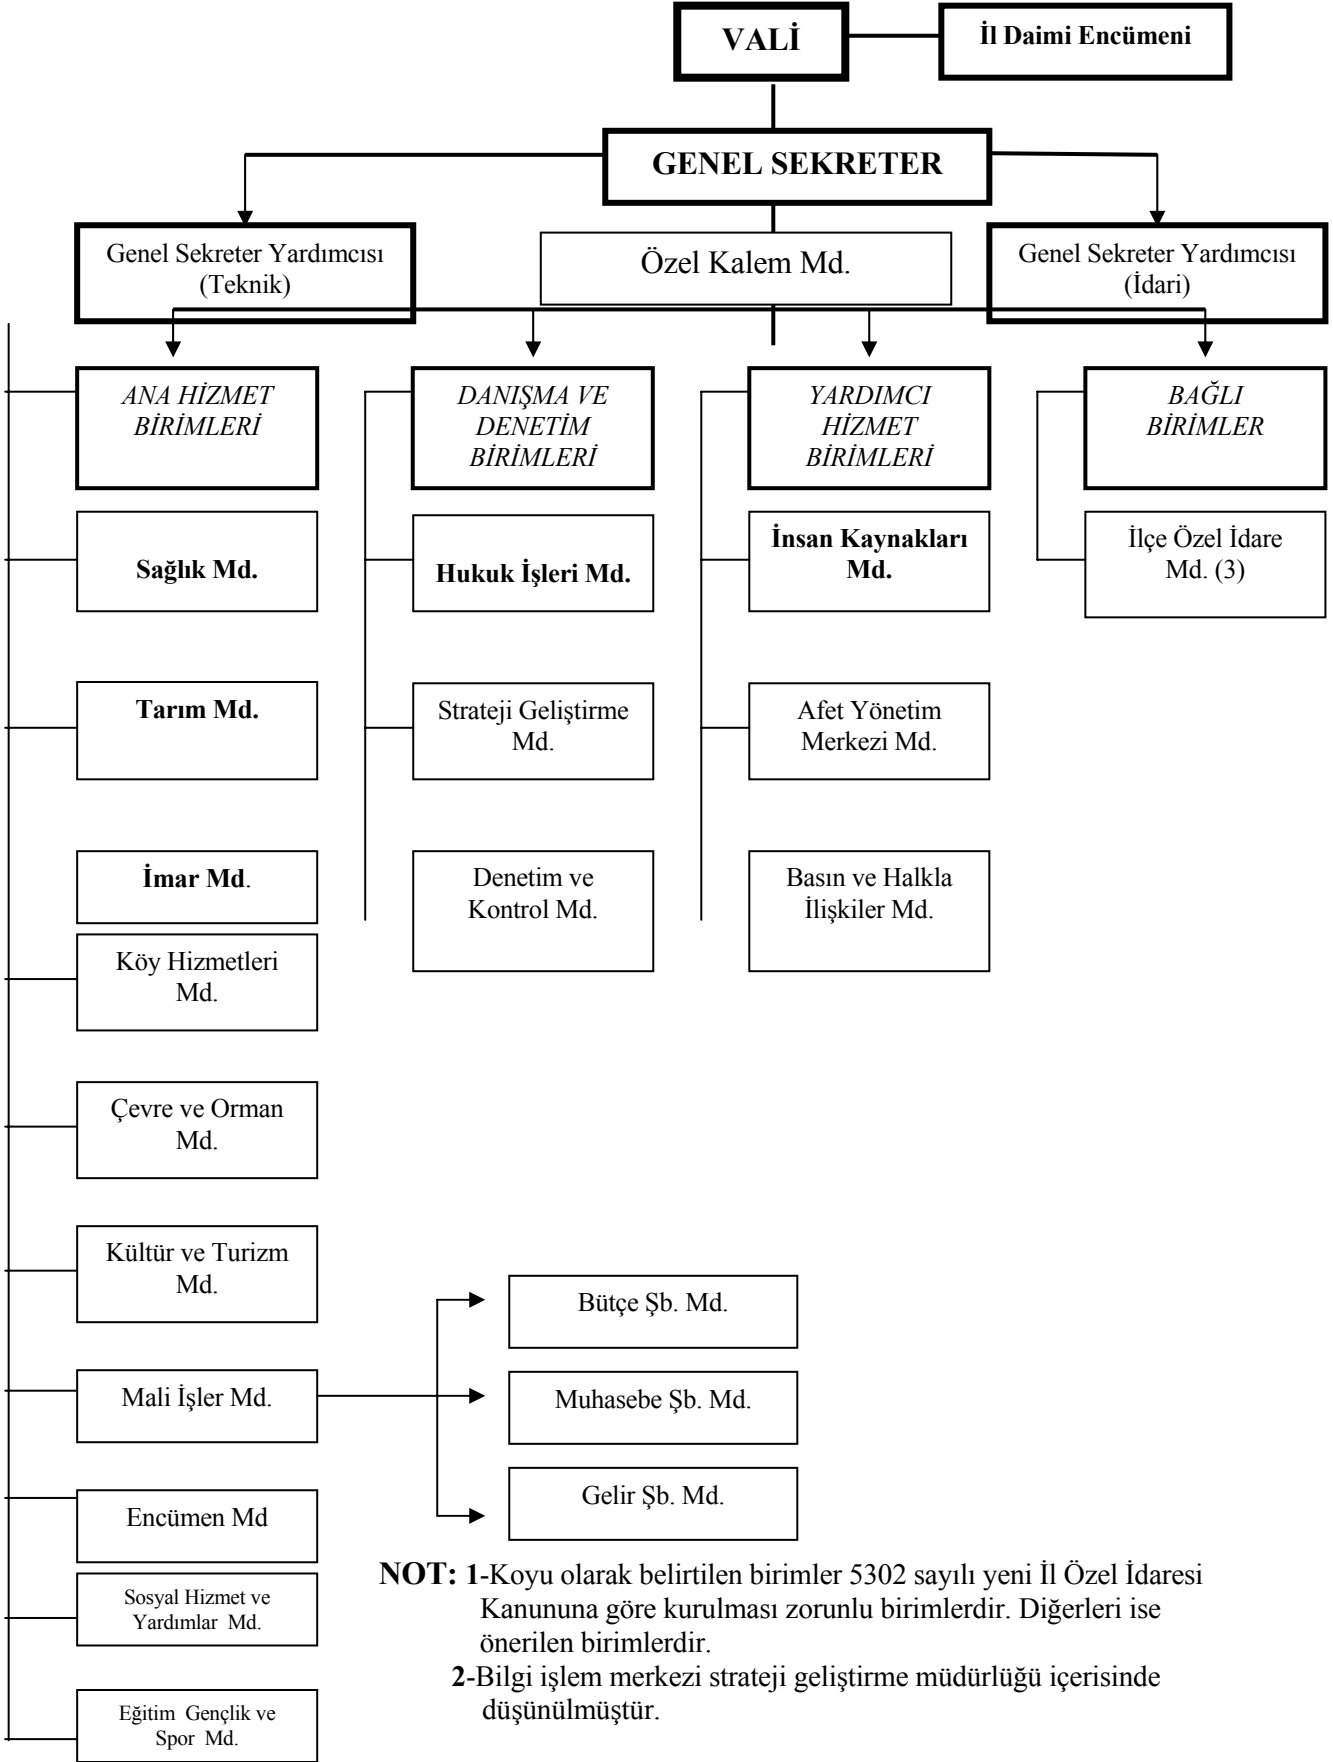 VALİ
İl Daimi Encümeni
GENEL SEKRETER
Genel Sekreter Yardımcısı
(Teknik)
Özel Kalem Md.
Genel Sekreter Yardımcısı
(İdari)
ANA HİZMET
BİRİMLERİ
DANIŞMA VE
DENETİM
BİRİMLERİ
YARDIMCI
HİZMET
BİRİMLERİ
BAĞLI
BİRİMLER
Sağlık Md.
Hukuk İşleri Md.
İnsan Kaynakları
Md.
İlçe Özel İdare
Md. (3)
Tarım Md.
Strateji Geliştirme
Md.
Afet Yönetim
Merkezi Md.
İmar Md.
Denetim ve
Kontrol Md.
Basın ve Halkla
İlişkiler Md.
Köy Hizmetleri
Md.
Çevre ve Orman
Md.
Kültür ve Turizm
Md.
Bütçe Şb. Md.
Mali İşler Md.
Muhasebe Şb. Md.
Gelir Şb. Md.
Encümen Md
Sosyal Hizmet ve
Yardımlar Md.
Eğitim Gençlik ve
Spor Md.
NOT: 1-Koyu olarak belirtilen birimler 5302 sayılı yeni İl Özel İdaresi
Kanununa göre kurulması zorunlu birimlerdir. Diğerleri ise
önerilen birimlerdir.
2-Bilgi işlem merkezi strateji geliştirme müdürlüğü içerisinde
düşünülmüştür.